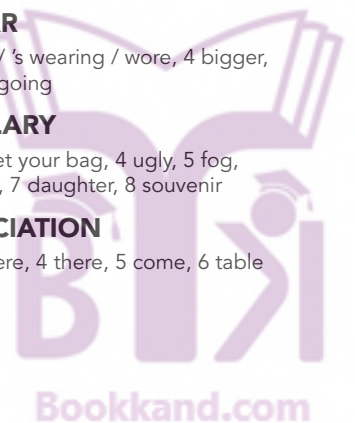 R
/ 's wearing / wore, 4 bigger,
going
LARY
et your bag, 4 ugly, 5 fog,
, 7 daughter, 8 souvenir
CIATION
ere, 4 there, 5 come, 6 table
BK
Bookkand.com